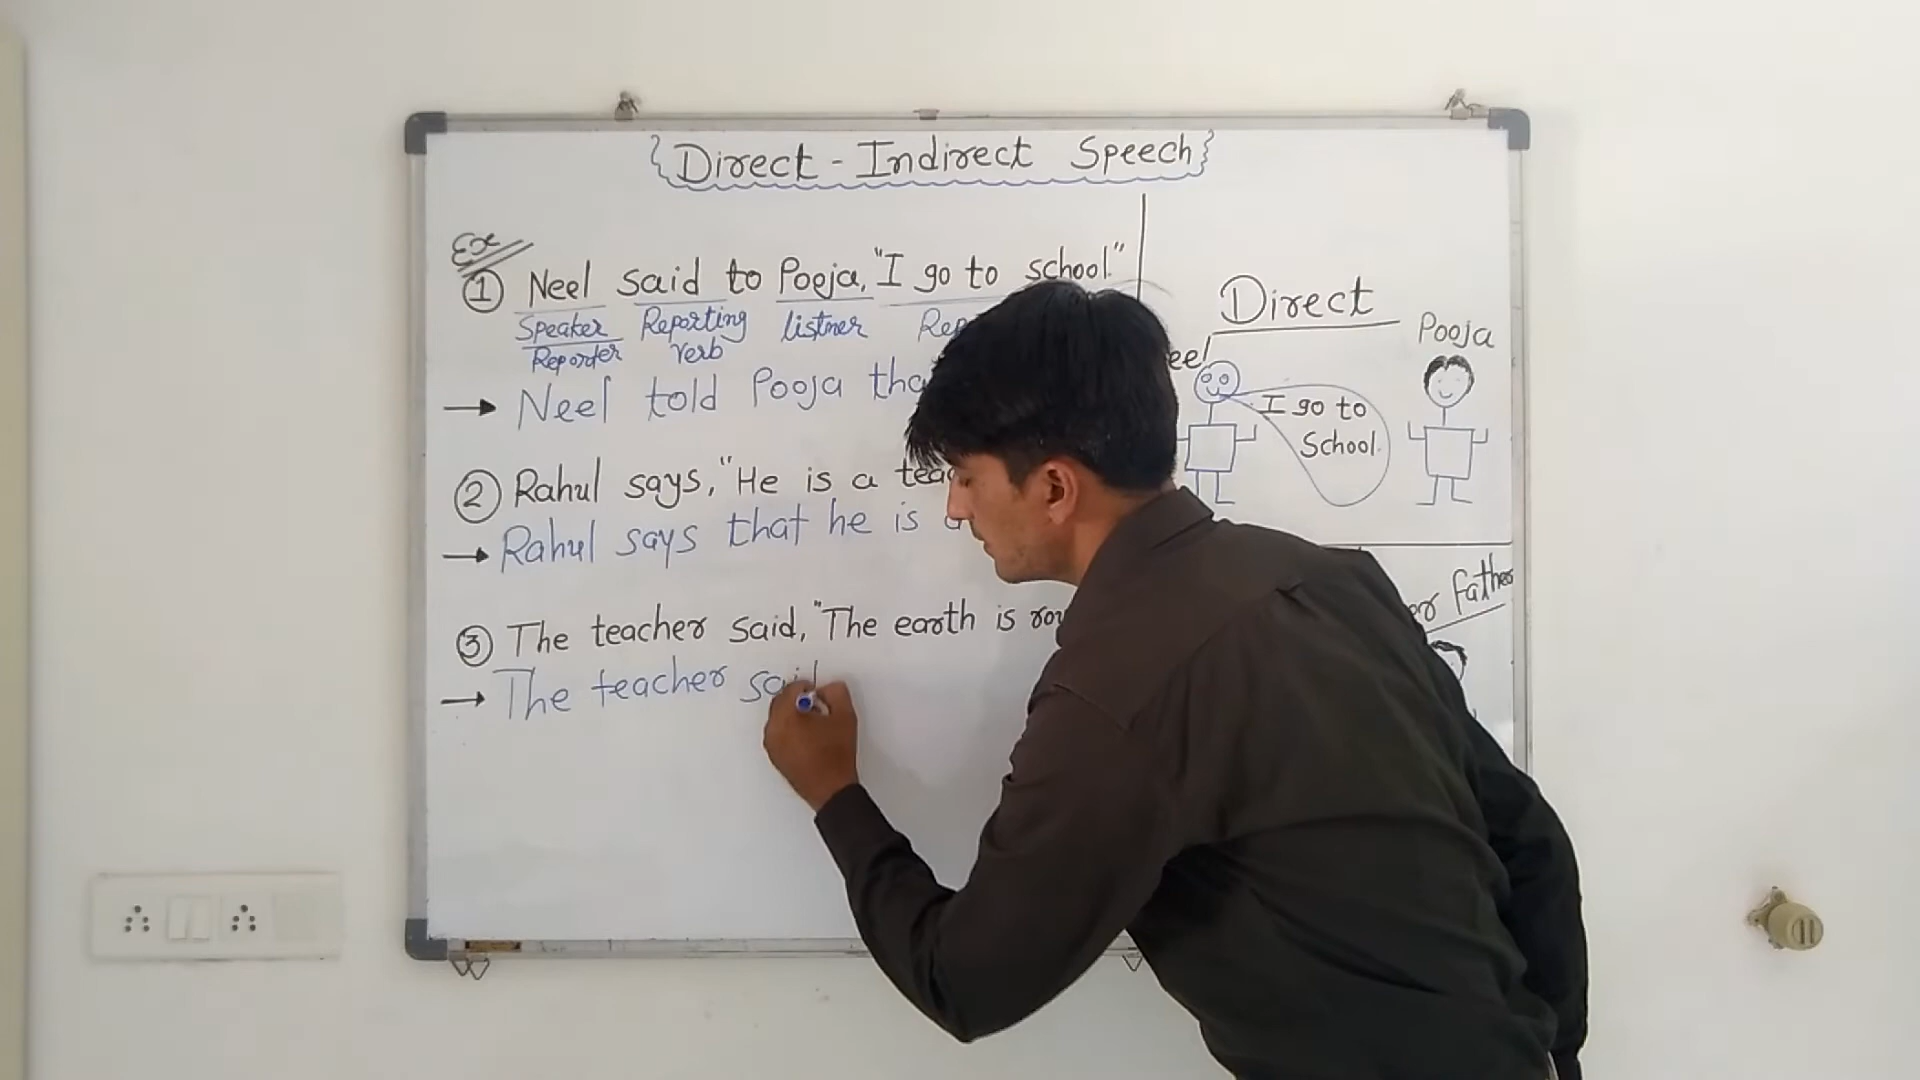 Direct - Indirect Speech
Ex
① Neel said to Pooja, "I go to school."
Speaker Reporting listner
Reporder verb
→ Neel told Pooja
② Rahul says, "He is a
→ Rahul says that he is
③ The teacher said, "The earth is
→ The teacher said
Direct
Pooja
I go to
School.
Father